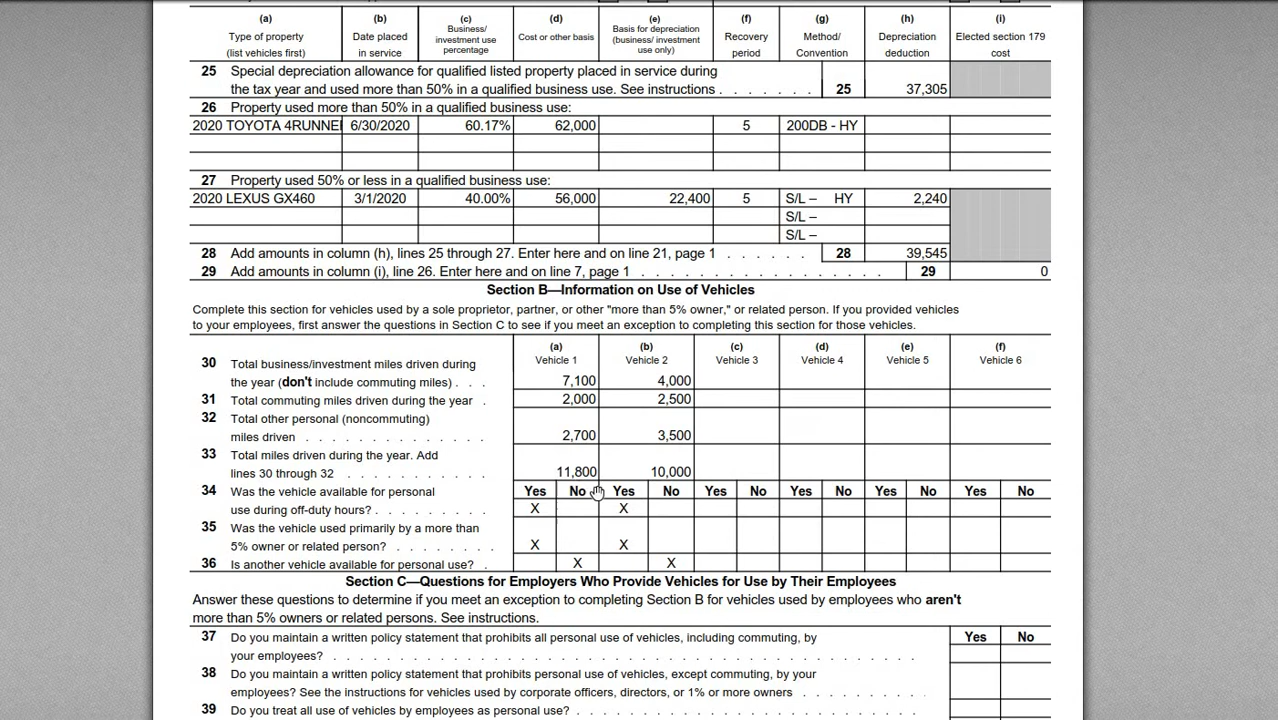 (a) (b) (c) (d) (e) (f) (g) (h) (i)
Type of property Date placed Business/ investment use percentage Cost or other basis Basis for depreciation (business/ investment use only) Recovery Method/ Depreciation Elected section 179
(list vehicles first) in service period Convention deduction cost
25 Special depreciation allowance for qualified listed property placed in service during
the tax year and used more than 50% in a qualified business use. See instructions . . . . . . . 25 37,305
26 Property used more than 50% in a qualified business use:
2020 TOYOTA 4RUNNE 6/30/2020 60.17% 62,000 5 200DB - HY
27 Property used 50% or less in a qualified business use:
2020 LEXUS GX460 3/1/2020 40.00% 56,000 22,400 5 S/L – HY 2,240
S/L –
S/L –
28 Add amounts in column (h), lines 25 through 27. Enter here and on line 21, page 1 . . . . . . 28 39,545
29 Add amounts in column (i), line 26. Enter here and on line 7, page 1 . . . . . . . . . . . . . . . . . 29 0
Section B—Information on Use of Vehicles
Complete this section for vehicles used by a sole proprietor, partner, or other "more than 5% owner," or related person. If you provided vehicles
to your employees, first answer the questions in Section C to see if you meet an exception to completing this section for those vehicles.
(a) (b) (c) (d) (e) (f)
Vehicle 1 Vehicle 2 Vehicle 3 Vehicle 4 Vehicle 5 Vehicle 6
30 Total business/investment miles driven during
the year (don't include commuting miles) . . . 7,100 4,000
31 Total commuting miles driven during the year . 2,000 2,500
32 Total other personal (noncommuting)
miles driven . . . . . . . . . . . . . . 2,700 3,500
33 Total miles driven during the year. Add
lines 30 through 32 . . . . . . . . . . . 11,800 10,000
34 Was the vehicle available for personal Yes No Yes No Yes No Yes No Yes No Yes No
use during off-duty hours? . . . . . . . . . X X
35 Was the vehicle used primarily by a more than
5% owner or related person? . . . . . . . . X X
36 Is another vehicle available for personal use? . X X
Section C—Questions for Employers Who Provide Vehicles for Use by Their Employees
Answer these questions to determine if you meet an exception to completing Section B for vehicles used by employees who aren't
more than 5% owners or related persons. See instructions.
37 Do you maintain a written policy statement that prohibits all personal use of vehicles, including commuting, by Yes No
your employees? . . . . . . . . . . . . . . . . . . . . . . . . . . . . . . . . . . . . . . . . .
38 Do you maintain a written policy statement that prohibits personal use of vehicles, except commuting, by your
employees? See the instructions for vehicles used by corporate officers, directors, or 1% or more owners . . . . . . . . .
39 Do you treat all use of vehicles by employees as personal use? . . . . . . . . . . . . . . . . . . . . . . . .